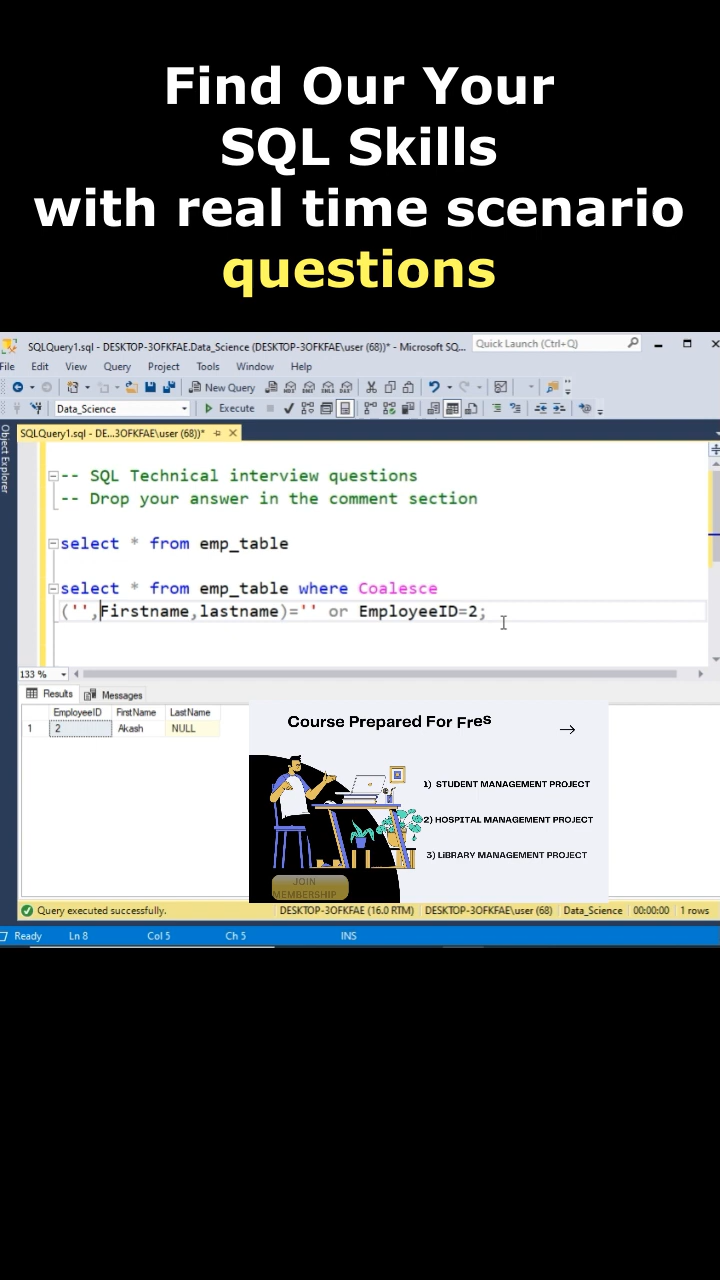 Find Our Your
SQL Skills
with real time scenario
questions
SQLQuery1.sql - DESKTOP-3OFKFAE.Data_Science (DESKTOP-3OFKFAE\user (68))* - Microsoft SQ...
Quick Launch (Ctrl+Q)
File Edit View Query Project Tools Window Help
New Query
Data_Science Execute
Object Explorer
SQLQuery1.sql - DE...3OFKFAE\user (68))*
-- SQL Technical interview questions
-- Drop your answer in the comment section
select * from emp_table
select * from emp_table where Coalesce
('',Firstname,lastname)='' or EmployeeID=2;
133 %
Results Messages
EmployeeID FirstName LastName
1 2 Akash NULL
Course Prepared For Fres
1) STUDENT MANAGEMENT PROJECT
2) HOSPITAL MANAGEMENT PROJECT
3) LiBRARY MANAGEMENT PROJECT
JOIN
MEMBERSHIP
Query executed successfully. DESKTOP-3OFKFAE (16.0 RTM) DESKTOP-3OFKFAE\user (68) Data_Science 00:00:00 1 rows
Ready Ln 8 Col 5 Ch 5 INS